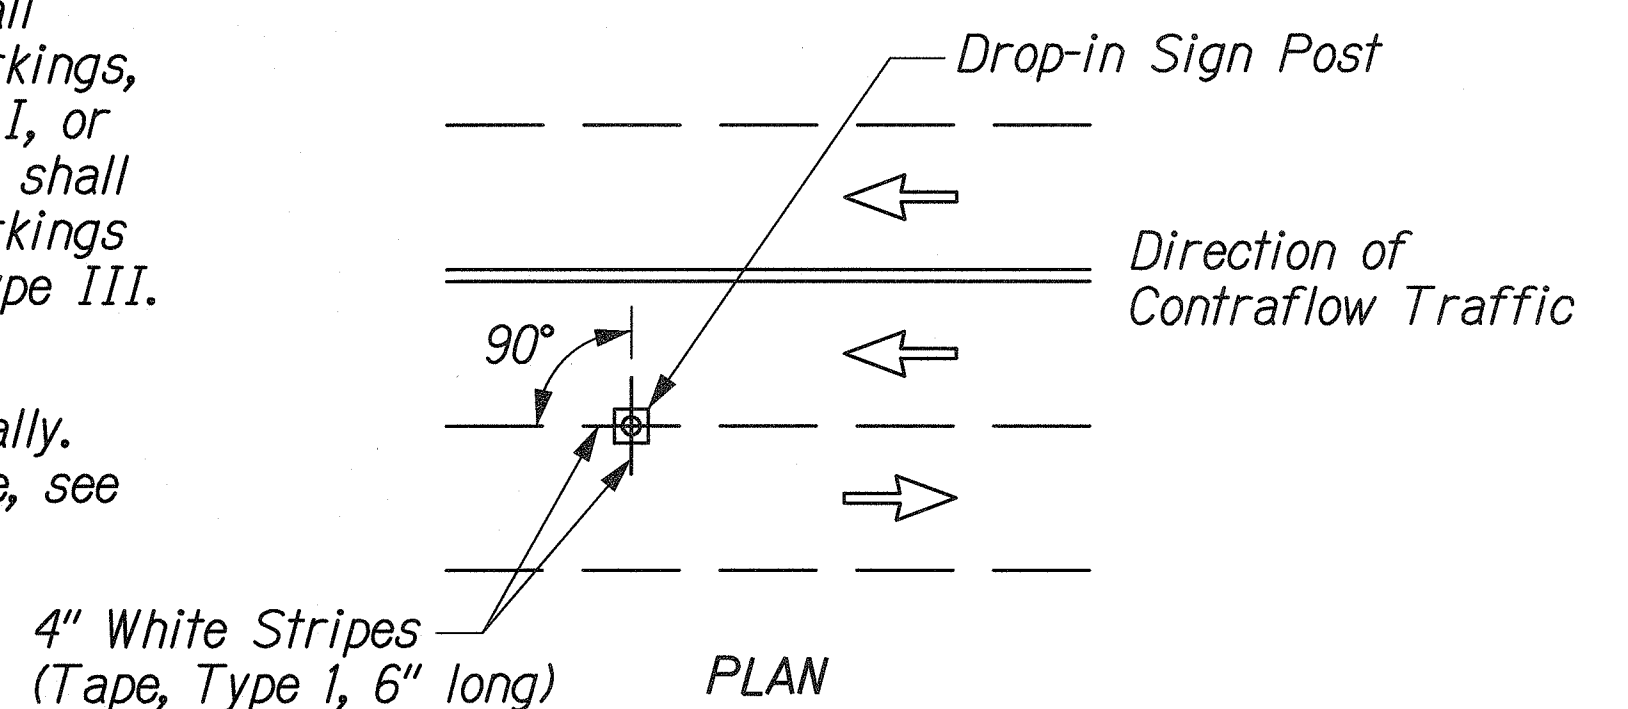 all
rkings,
I, or
shall
rkings
pe III.
ally.
e, see
Drop-in Sign Post
Direction of
Contraflow Traffic
90°
4" White Stripes
(Tape, Type 1, 6" long)
PLAN